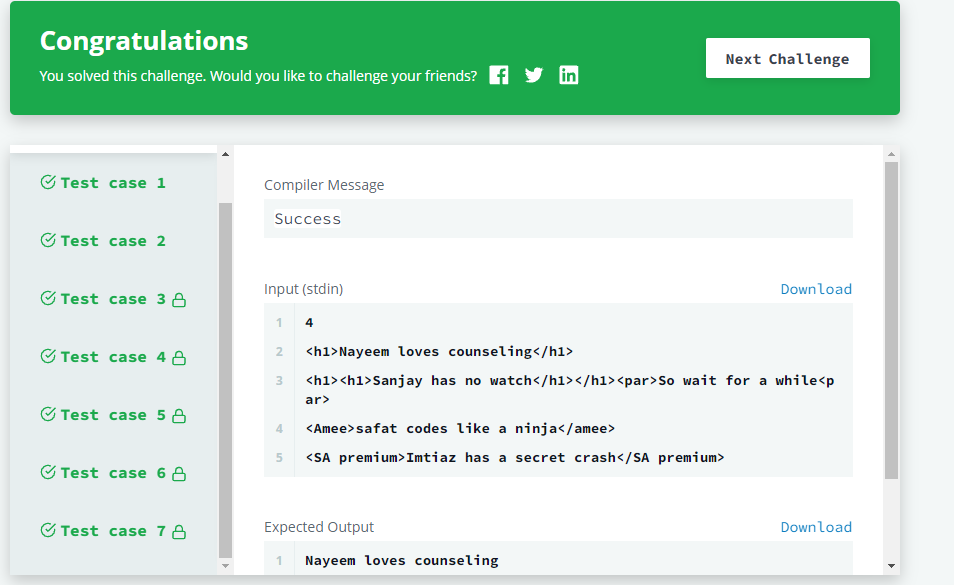 Congratulations
You solved this challenge. Would you like to challenge your friends?
Next Challenge
Test case 1
Test case 2
Test case 3
Test case 4
Test case 5
Test case 6
Test case 7
Compiler Message
Success
Input (stdin)
Download
1 4
2 <h1>Nayeem loves counseling</h1>
3 <h1><h1>Sanjay has no watch</h1></h1><par>So wait for a while<p
ar>
4 <Amee>safat codes like a ninja</amee>
5 <SA premium>Imtiaz has a secret crash</SA premium>
Expected Output
Download
1 Nayeem loves counseling